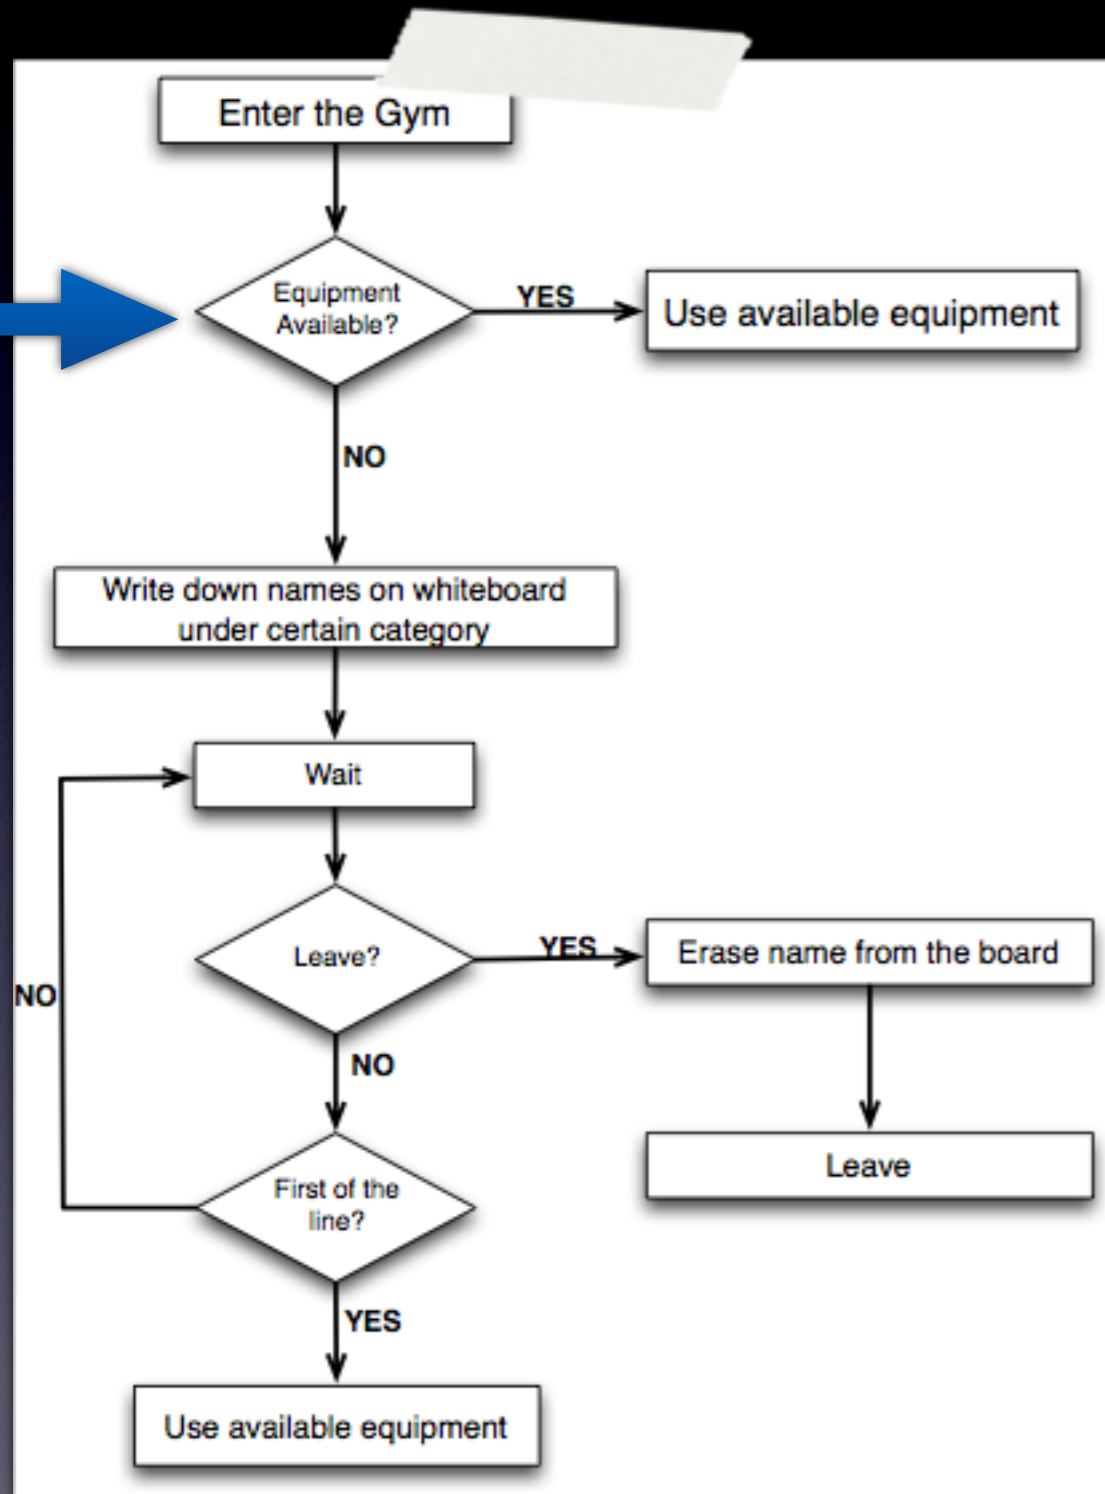 Enter the Gym
Equipment
Available?
YES
Use available equipment
NO
Write down names on whiteboard
under certain category
Wait
Leave?
YES
Erase name from the board
NO
NO
Leave
First of the
line?
YES
Use available equipment